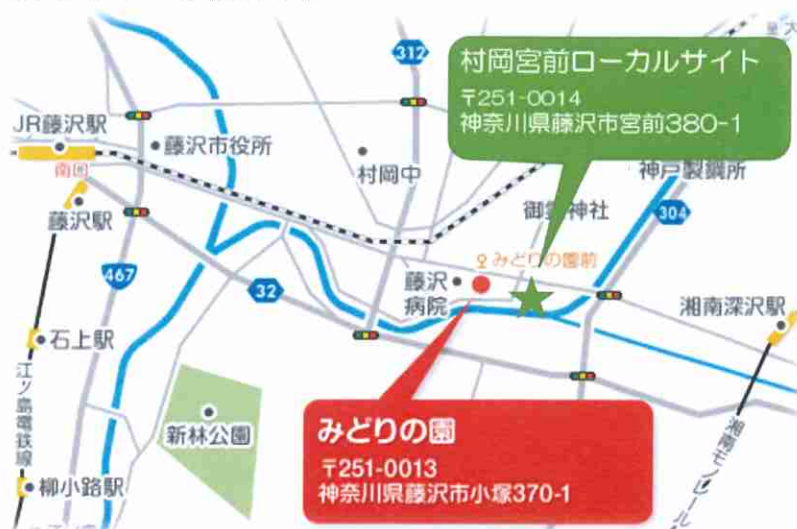 312
村岡宮前ローカルサイト
〒251-0014
神奈川県藤沢市宮前380-1
JR藤沢駅
藤沢市役所
村岡中
神戸製鋼所
藤沢駅
御霊神社
304
みどりの園前
藤沢
病院
467
32
湘南深沢駅
石上駅
江ノ島電鉄線
新林公園
みどりの園
〒251-0013
神奈川県藤沢市小塚370-1
柳小路駅
湘南モノレール